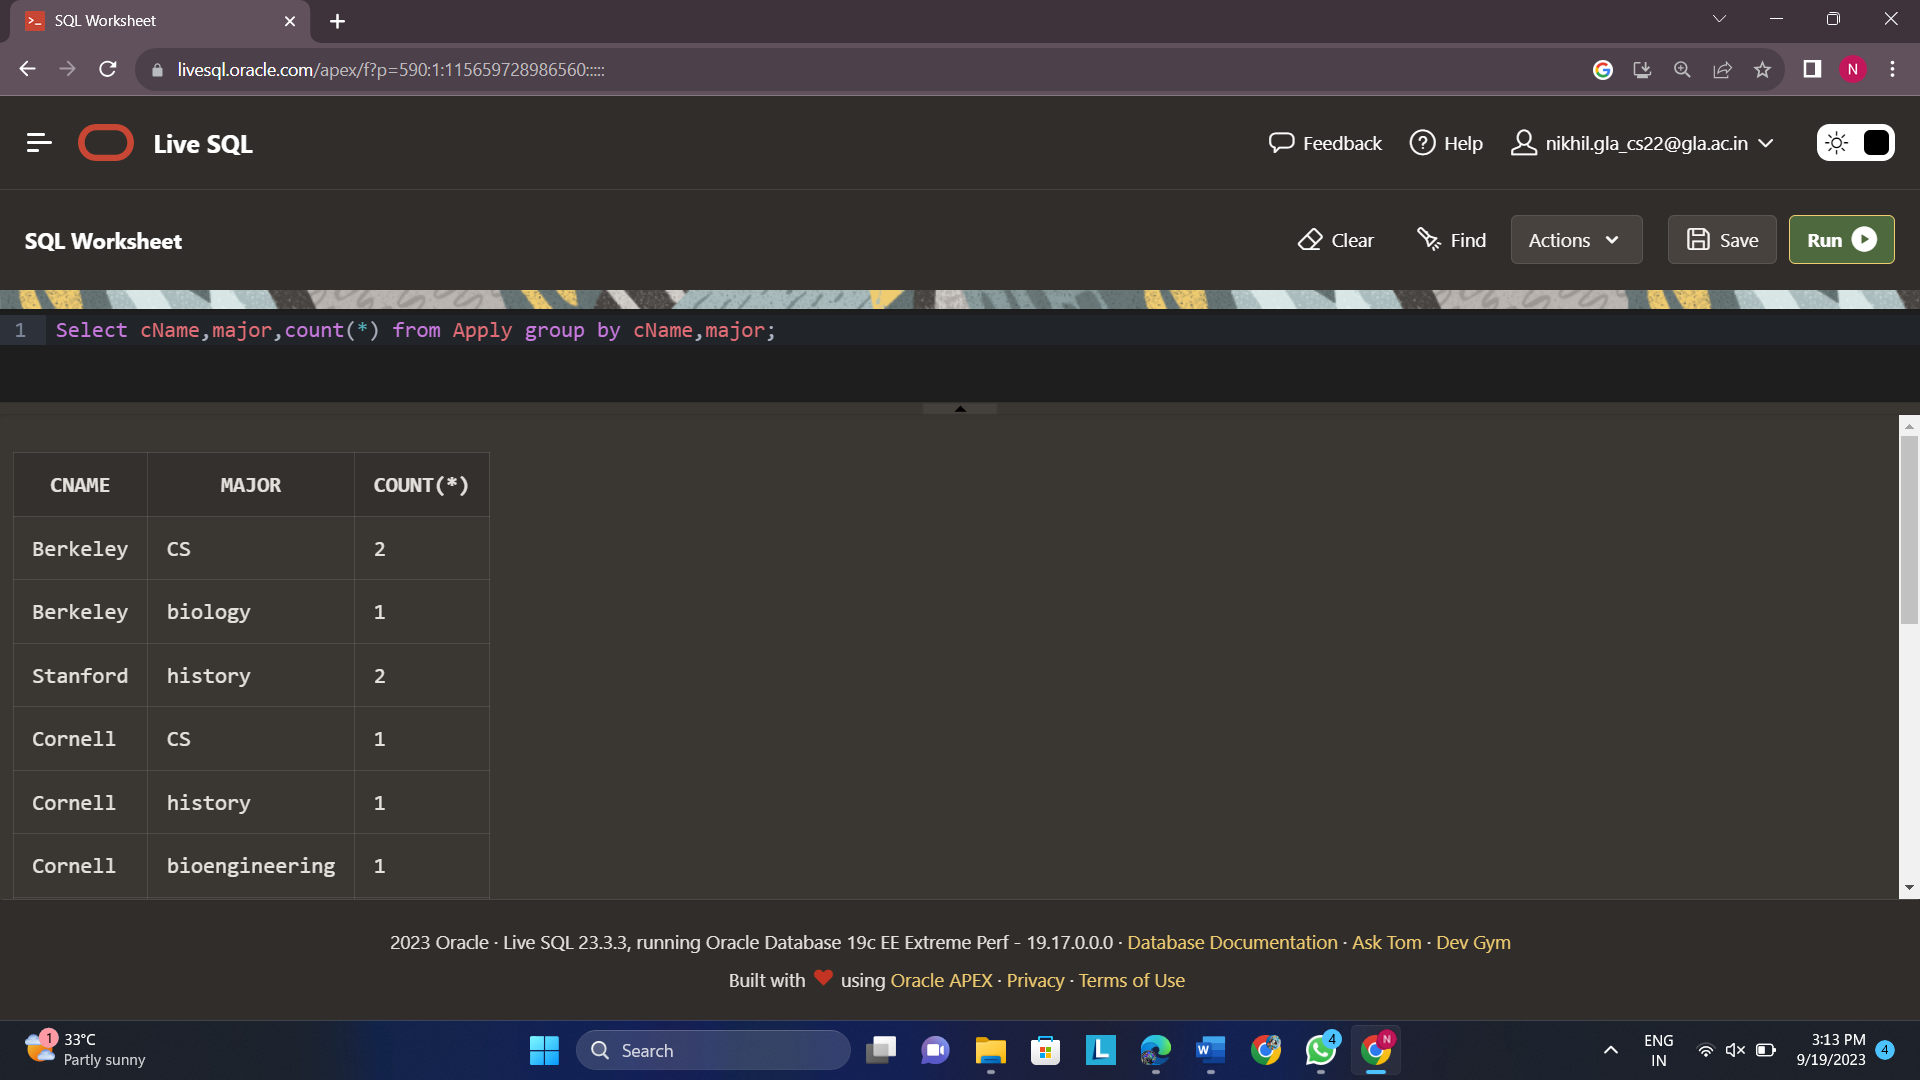 SQL Worksheet
livesql.oracle.com/apex/f?p=590:1:115659728986560:::::
N
Live SQL
Feedback
Help
nikhil.gla_cs22@gla.ac.in
SQL Worksheet
Clear
Find
Actions
Save
Run
1 Select cName,major,count(*) from Apply group by cName,major;
CNAME MAJOR COUNT(*)
Berkeley CS 2
Berkeley biology 1
Stanford history 2
Cornell CS 1
Cornell history 1
Cornell bioengineering 1
2023 Oracle · Live SQL 23.3.3, running Oracle Database 19c EE Extreme Perf - 19.17.0.0.0 · Database Documentation · Ask Tom · Dev Gym
Built with ❤ using Oracle APEX · Privacy · Terms of Use
1
33°C
Partly sunny
Search
L
W
4
N
ENG
IN
3:13 PM
9/19/2023
4